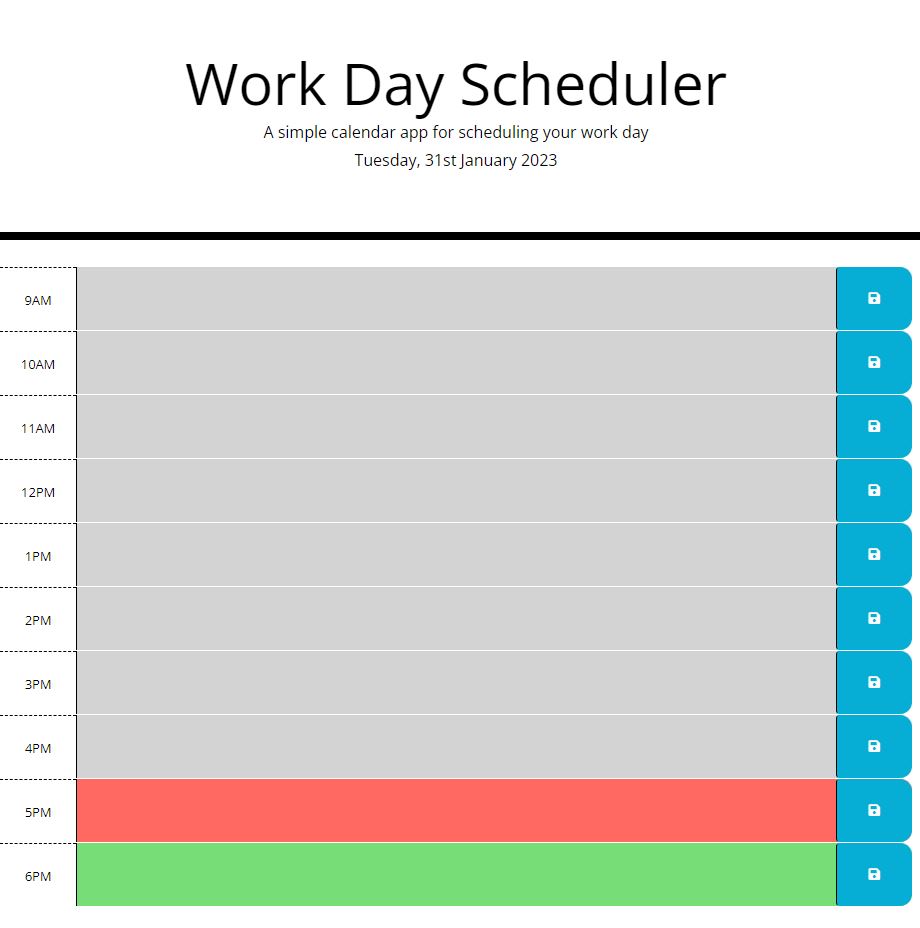 Work Day Scheduler
A simple calendar app for scheduling your work day
Tuesday, 31st January 2023
9AM
10AM
11AM
12PM
1PM
2PM
3PM
4PM
5PM
6PM